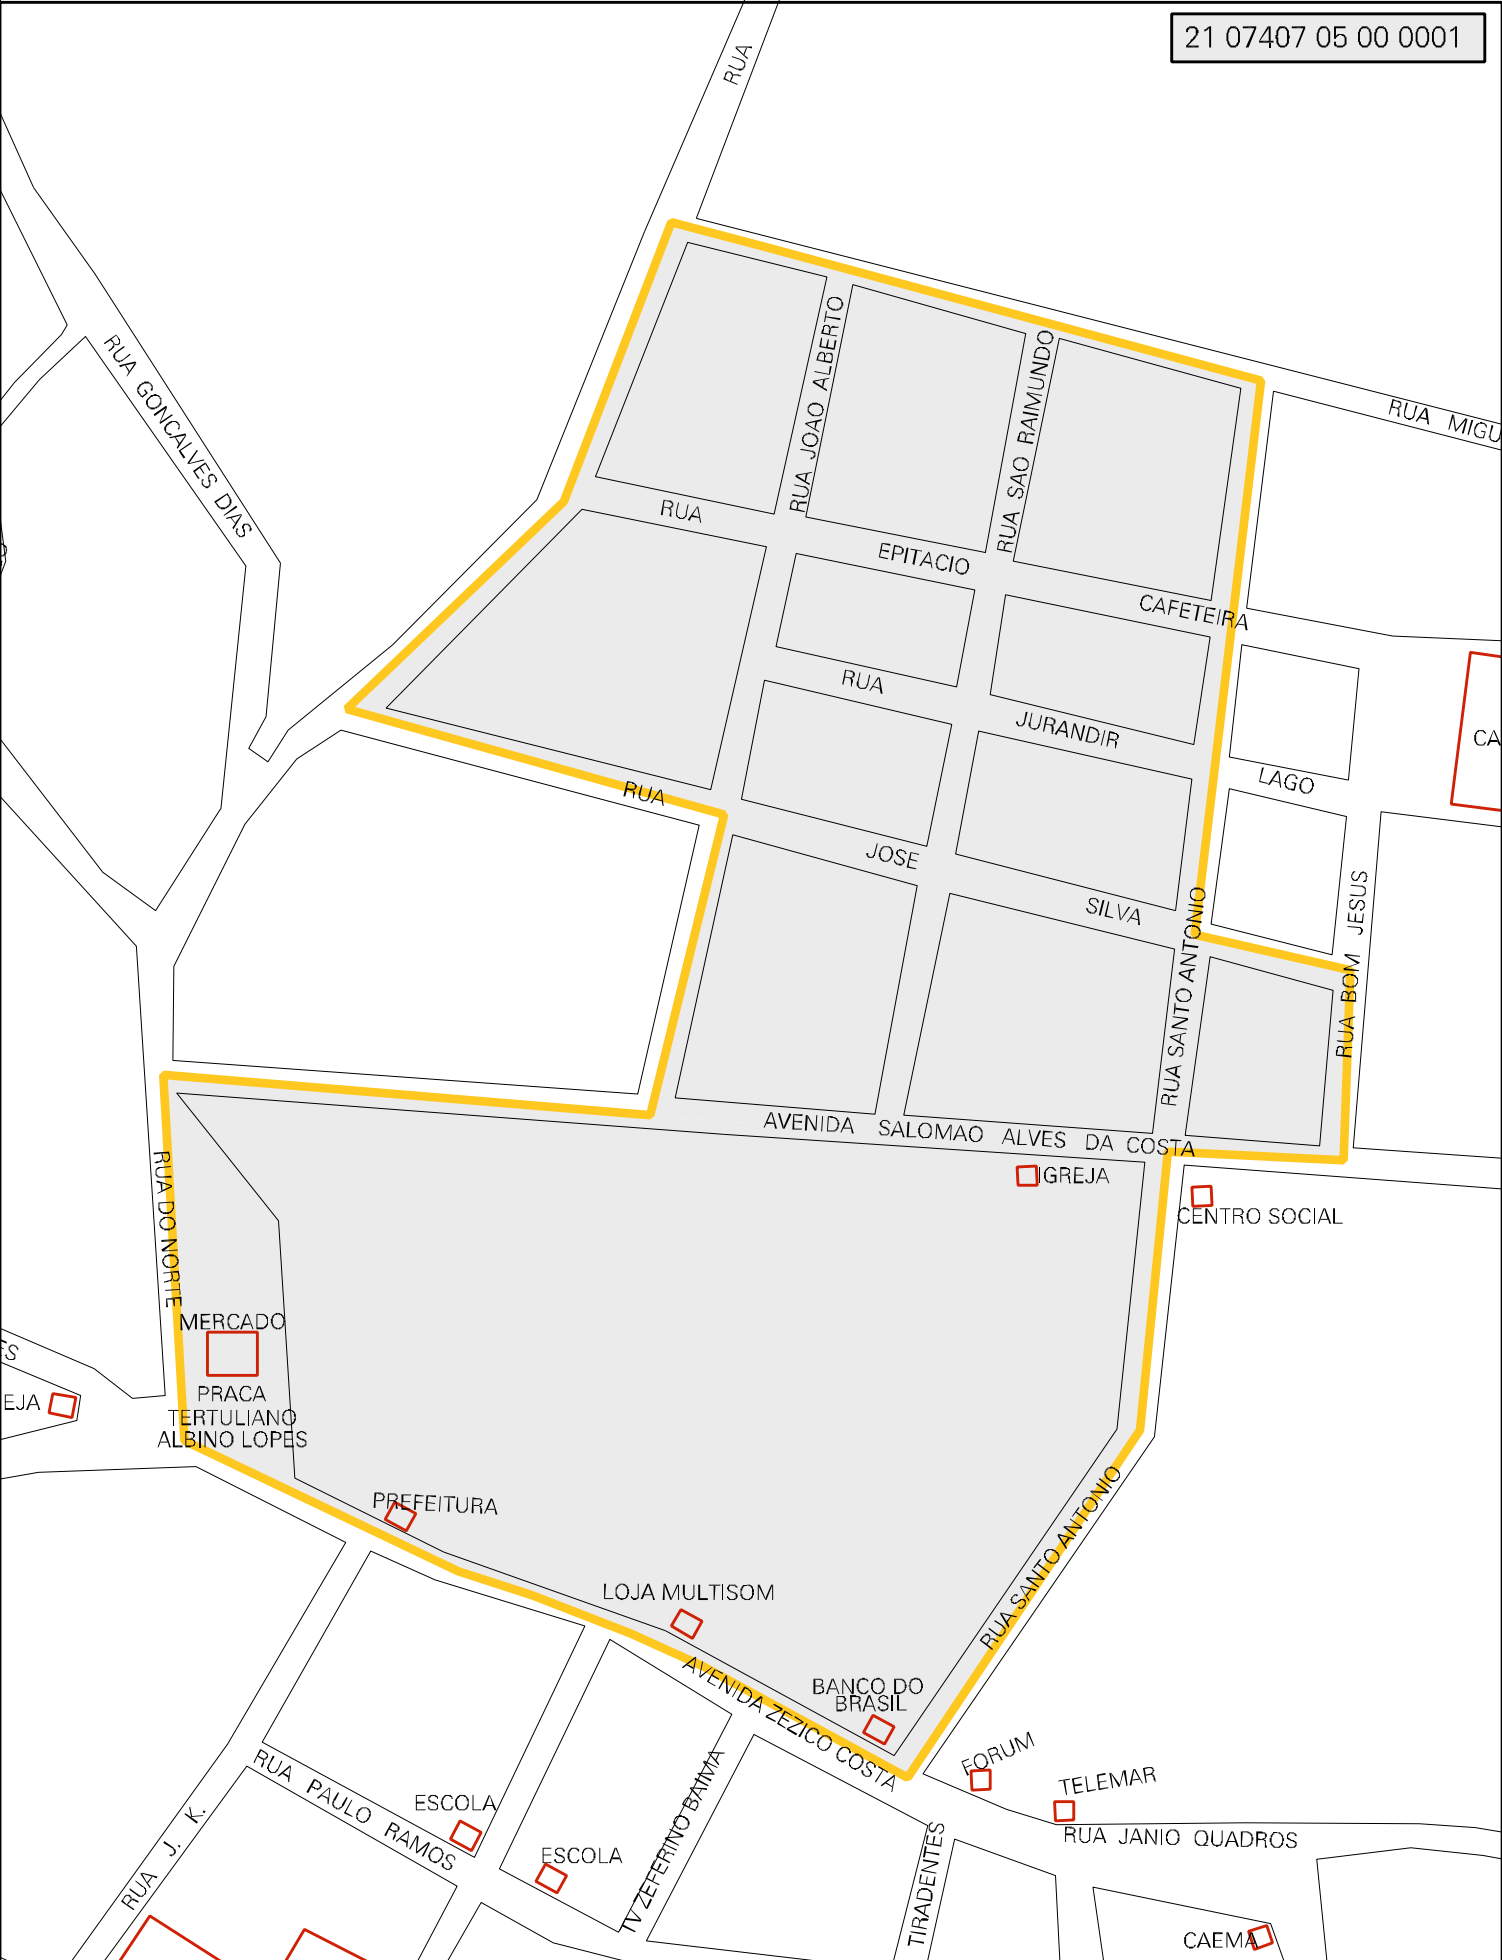 21 07407 05 00 0001
RUA
RUA GONCALVES DIAS
RUA JOAO ALBERTO
RUA SAO RAIMUNDO
RUA MIGU
RUA EPITACIO CAFETEIRA
RUA JURANDIR LAGO
CA
RUA JOSE SILVA
RUA SANTO ANTONIO
RUA BOM JESUS
AVENIDA SALOMAO ALVES DA COSTA
IGREJA
CENTRO SOCIAL
RUA DO NORTE
MERCADO
PRACA
TERTULIANO
ALBINO LOPES
ES
EJA
PREFEITURA
LOJA MULTISOM
RUA SANTO ANTONIO
BANCO DO
BRASIL
AVENIDA ZEZICO COSTA
FORUM
TELEMAR
RUA JANIO QUADROS
RUA PAULO RAMOS
RUA J. K.
ESCOLA
ESCOLA
TV ZEFERINO BAIMA
TIRADENTES
CAEMA